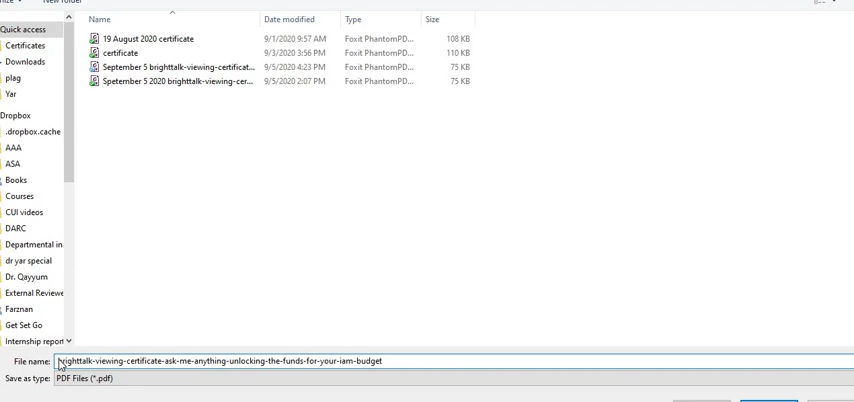 New folder
Name Date modified Type Size
Quick access
Certificates
Downloads
plag
Yar
Dropbox
.dropbox.cache
AAA
ASA
Books
Courses
CUI videos
DARC
Departmental in
dr yar special
Dr. Qayyum
External Reviewe
Farznan
Get Set Go
Internship report
19 August 2020 certificate 9/1/2020 9:57 AM Foxit PhantomPD... 108 KB
certificate 9/3/2020 3:56 PM Foxit PhantomPD... 110 KB
September 5 brighttalk-viewing-certificat... 9/5/2020 4:23 PM Foxit PhantomPD... 75 KB
Spetember 5 2020 brighttalk-viewing-cer... 9/5/2020 2:07 PM Foxit PhantomPD... 75 KB
File name: brighttalk-viewing-certificate-ask-me-anything-unlocking-the-funds-for-your-iam-budget
Save as type: PDF Files (*.pdf)